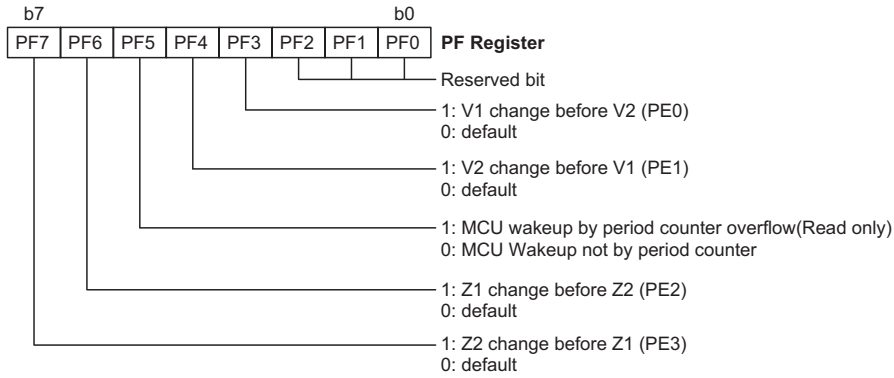 b7 b0
PF7 PF6 PF5 PF4 PF3 PF2 PF1 PF0 PF Register
Reserved bit
1: V1 change before V2 (PE0)
0: default
1: V2 change before V1 (PE1)
0: default
1: MCU wakeup by period counter overflow(Read only)
0: MCU Wakeup not by period counter
1: Z1 change before Z2 (PE2)
0: default
1: Z2 change before Z1 (PE3)
0: default